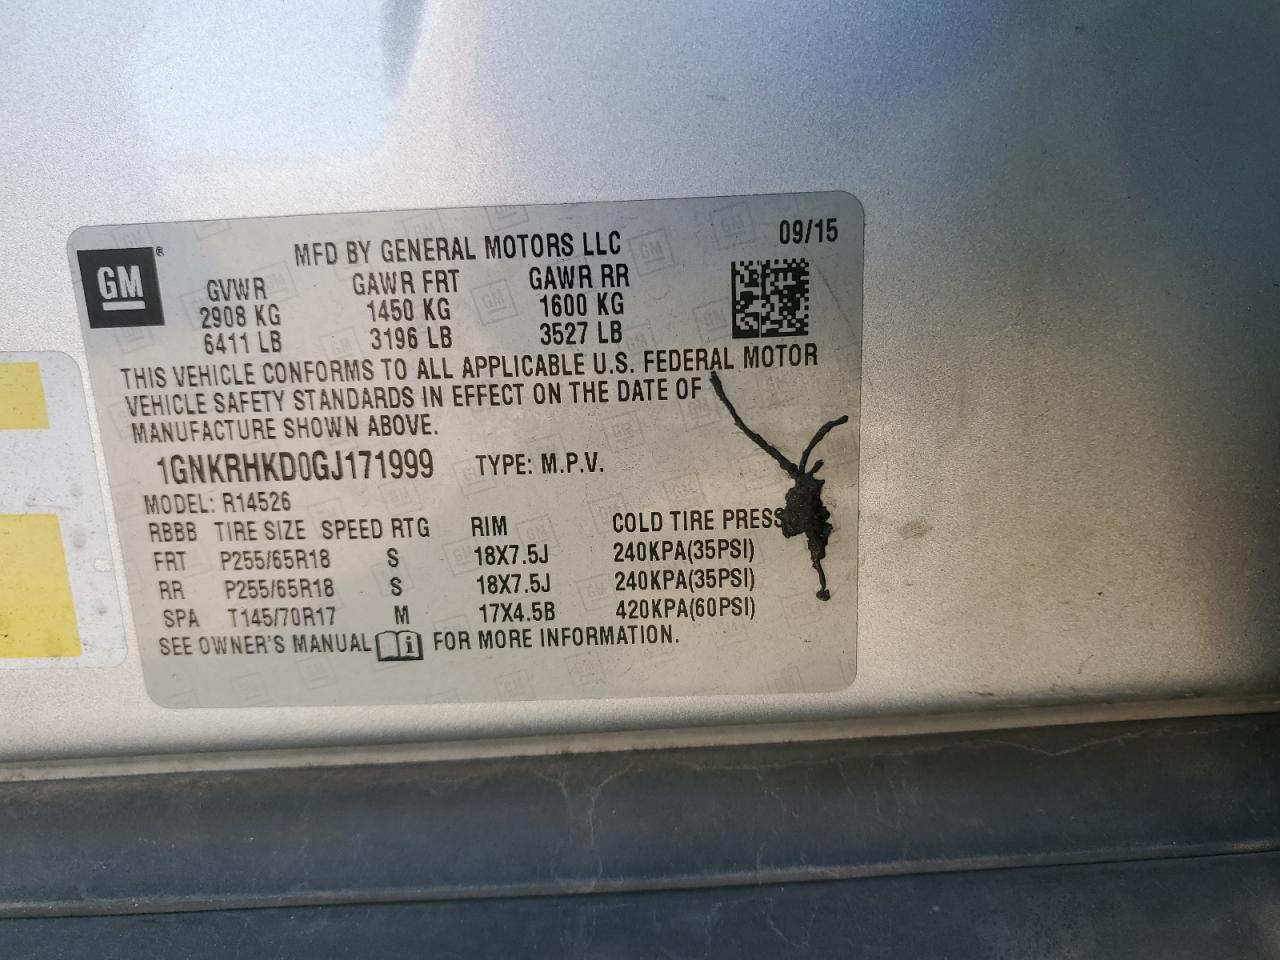 GM ®
MFD BY GENERAL MOTORS LLC 09/15
GVWR GAWR FRT GAWR RR
2908 KG 1450 KG 1600 KG
6411 LB 3196 LB 3527 LB
THIS VEHICLE CONFORMS TO ALL APPLICABLE U.S. FEDERAL MOTOR
VEHICLE SAFETY STANDARDS IN EFFECT ON THE DATE OF
MANUFACTURE SHOWN ABOVE.
1GNKRHKD0GJ171999 TYPE: M.P.V.
MODEL: R14526
RBBB TIRE SIZE SPEED RTG RIM COLD TIRE PRESS
FRT P255/65R18 S 18X7.5J 240KPA(35PSI)
RR P255/65R18 S 18X7.5J 240KPA(35PSI)
SPA T145/70R17 M 17X4.5B 420KPA(60PSI)
SEE OWNER'S MANUAL i FOR MORE INFORMATION.